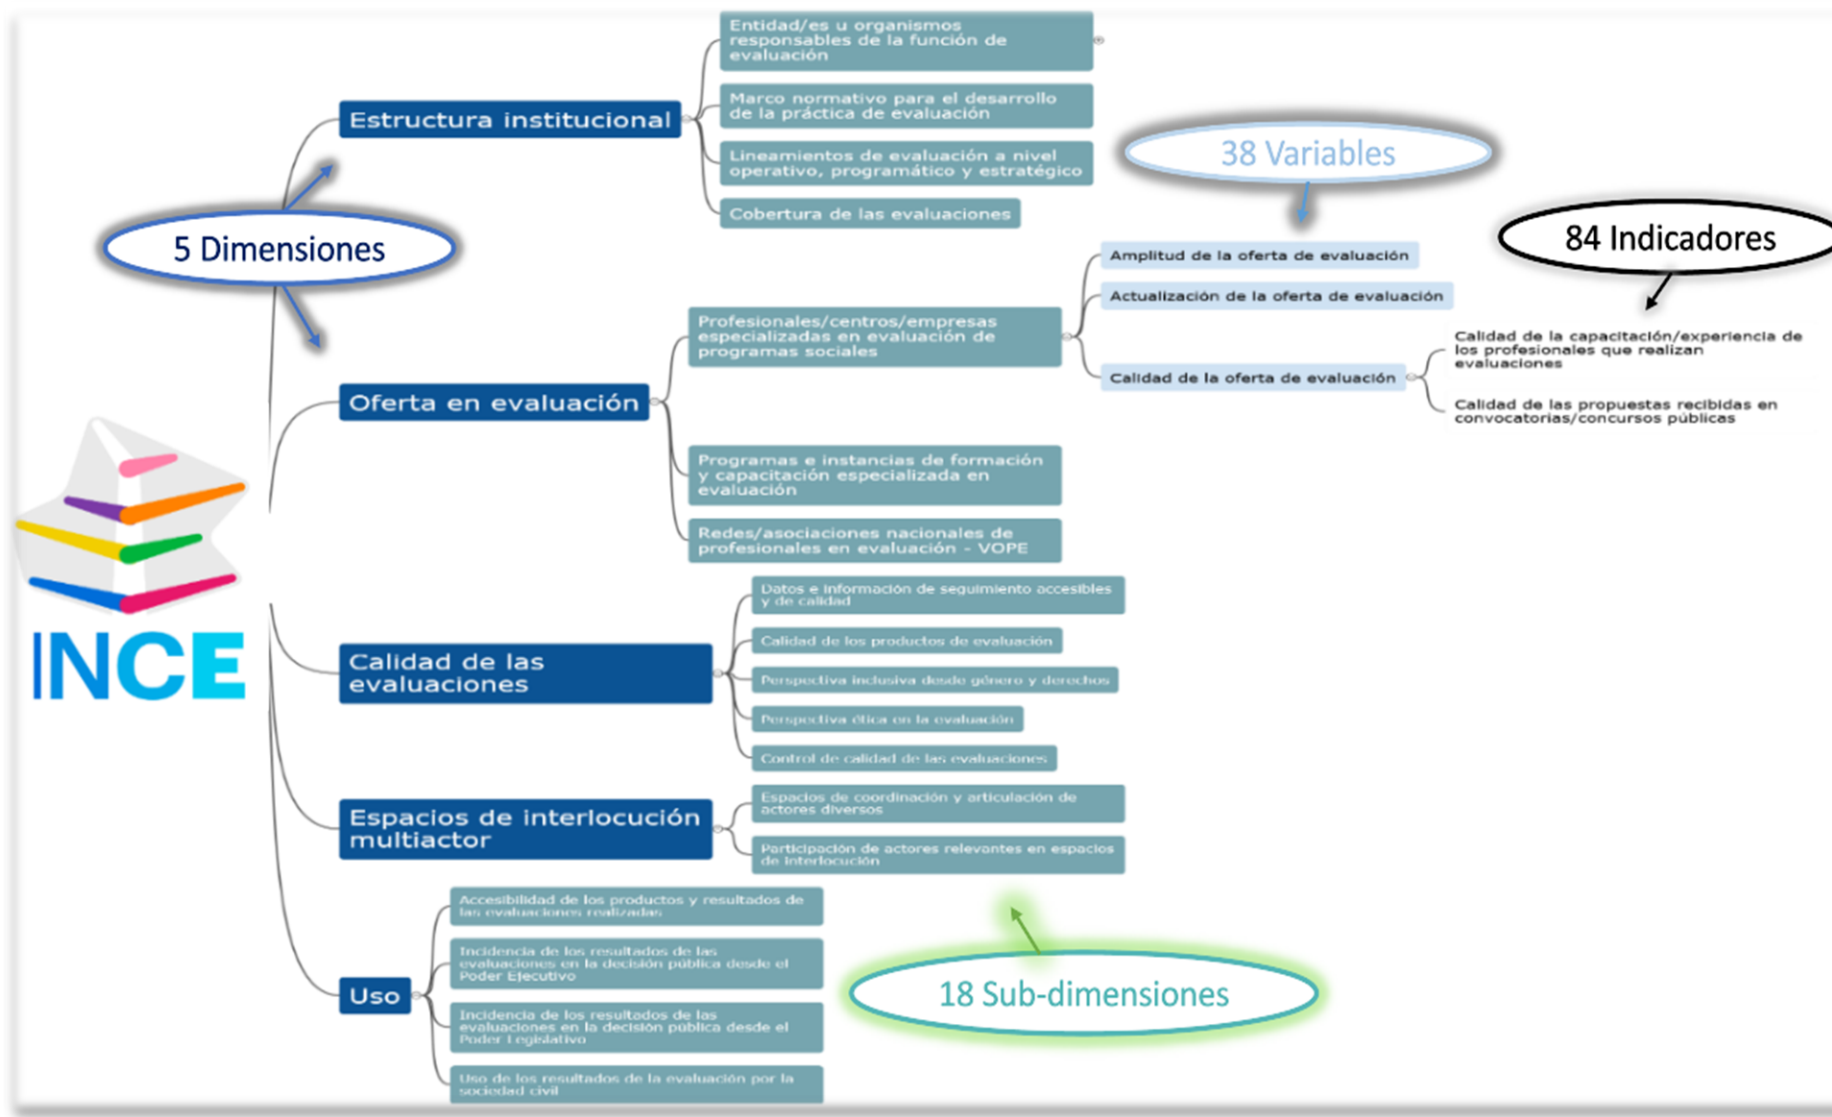 Entidad/es u organismos
responsables de la función de
evaluación
Estructura institucional
Marco normativo para el desarrollo
de la práctica de evaluación
Lineamientos de evaluación a nivel
operativo, programático y estratégico
Cobertura de las evaluaciones
38 Variables
5 Dimensiones
84 Indicadores
Amplitud de la oferta de evaluación
Actualización de la oferta de evaluación
Profesionales/centros/empresas
especializadas en evaluación de
programas sociales
Calidad de la oferta de evaluación
Calidad de la capacitación/experiencia de
los profesionales que realizan
evaluaciones
Calidad de las propuestas recibidas en
convocatorias/concursos públicas
Oferta en evaluación
Programas e instancias de formación
y capacitación especializada en
evaluación
Redes/asociaciones nacionales de
profesionales en evaluación - VOPE
INCE
Datos e información de seguimiento accesibles
y de calidad
Calidad de los productos de evaluación
Calidad de las
evaluaciones
Perspectiva inclusiva desde género y derechos
Perspectiva ética en la evaluación
Control de calidad de las evaluaciones
Espacios de interlocución
multiactor
Espacios de coordinación y articulación de
actores diversos
Participación de actores relevantes en espacios
de interlocución
Accesibilidad de los productos y resultados de
las evaluaciones realizadas
Incidencia de los resultados de las
evaluaciones en la decisión pública desde el
Poder Ejecutivo
Uso
18 Sub-dimensiones
Incidencia de los resultados de las
evaluaciones en la decisión pública desde el
Poder Legislativo
Uso de los resultados de la evaluación por la
sociedad civil